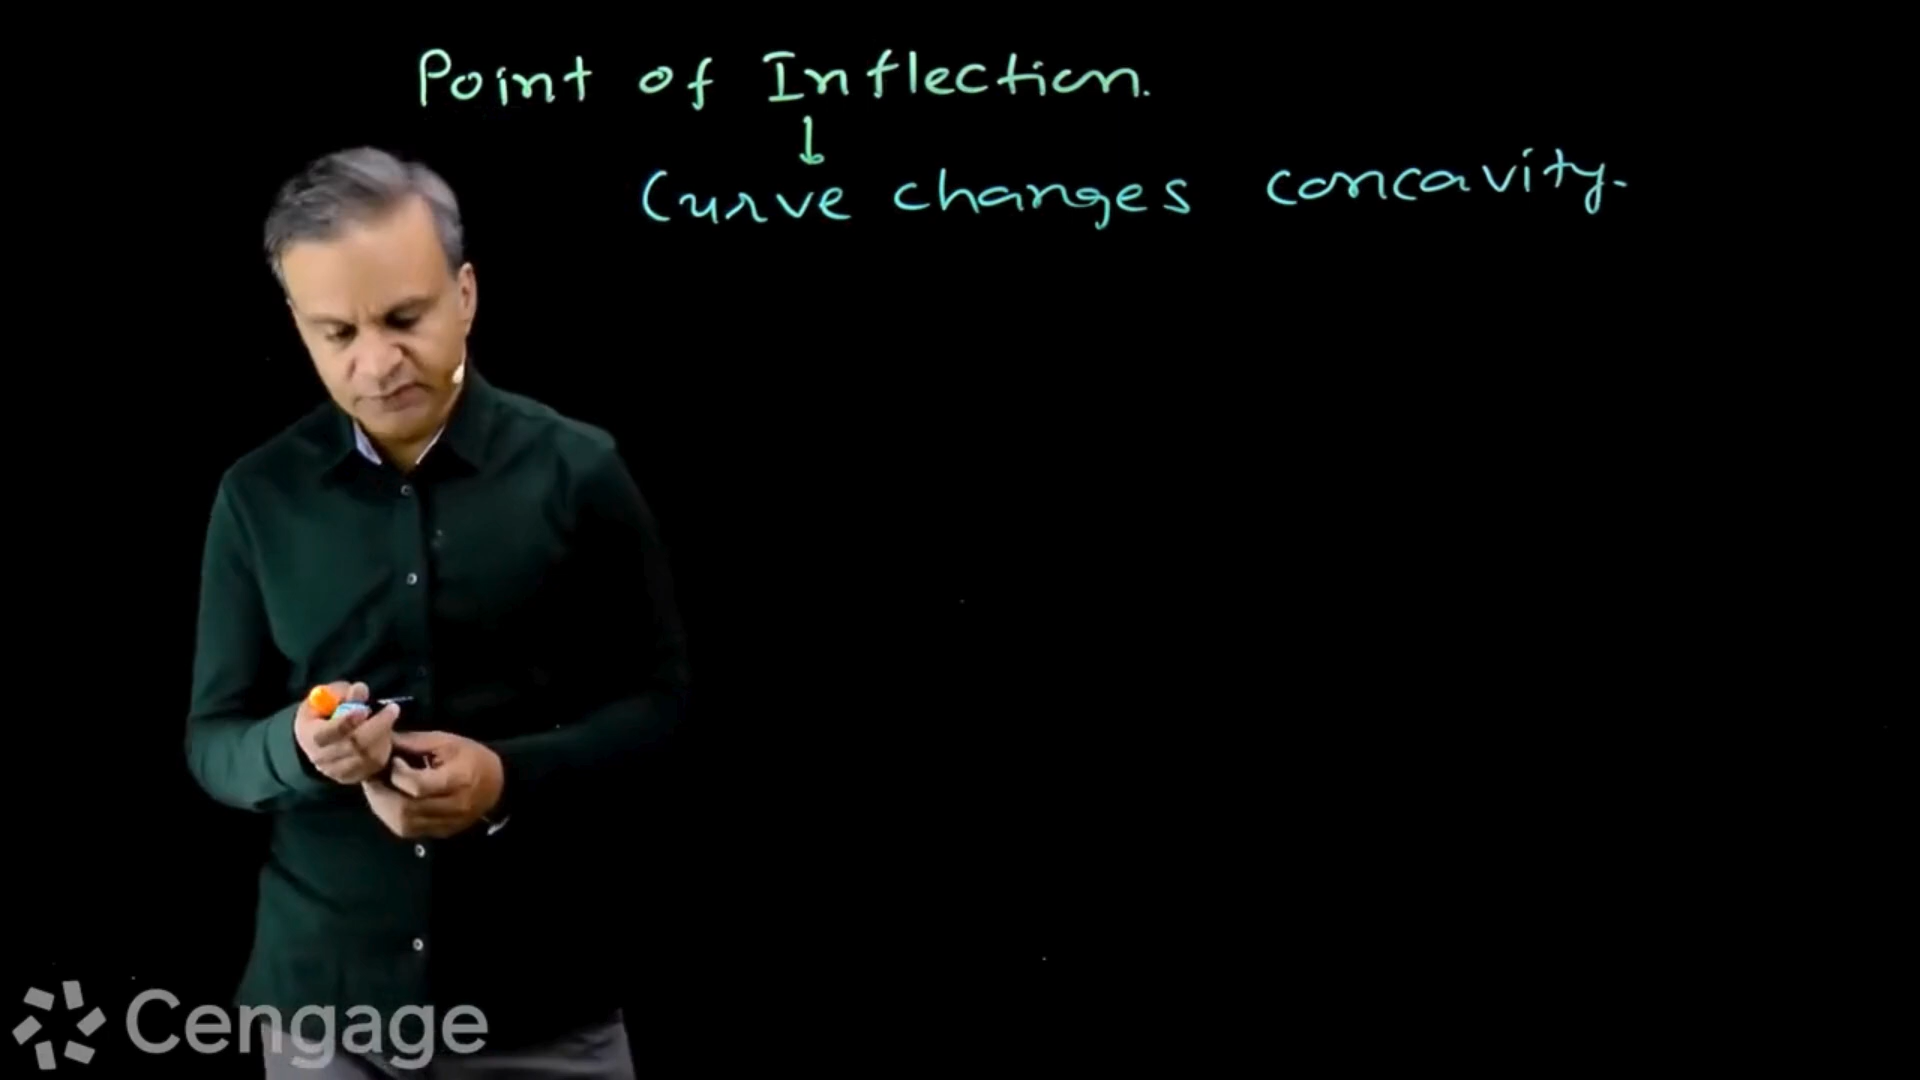 Point of Inflection.
↓
Curve changes concavity.
Cengage